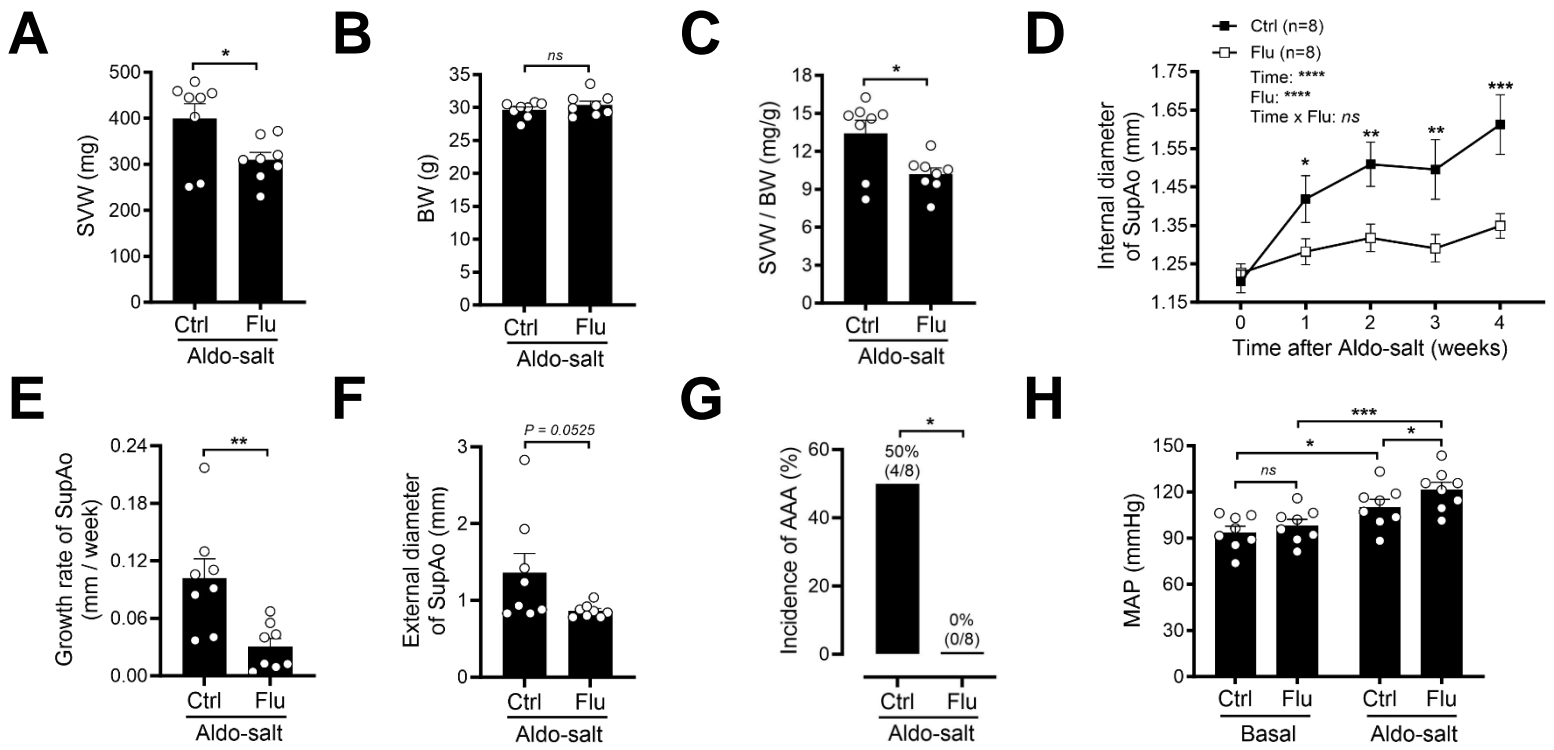 A
SVW (mg)
500
400
300
200
100
0
*
Ctrl
Flu
Aldo-salt
B
BW (g)
35
30
25
20
15
10
5
0
ns
Ctrl
Flu
Aldo-salt
C
SVW / BW (mg/g)
18
15
12
9
6
3
0
*
Ctrl
Flu
Aldo-salt
D
Ctrl (n=8)
Flu (n=8)
Time: ****
Flu: ****
Time x Flu: ns
Internal diameter
of SupAo (mm)
1.75
1.65
1.55
1.45
1.35
1.25
1.15
*
**
**
***
0
1
2
3
4
Time after Aldo-salt (weeks)
E
Growth rate of SupAo
(mm / week)
0.24
0.18
0.12
0.06
0.00
**
Ctrl
Flu
Aldo-salt
F
External diameter
of SupAo (mm)
3
2
1
0
P = 0.0525
Ctrl
Flu
Aldo-salt
G
Incidence of AAA (%)
60
40
20
0
*
50%
(4/8)
0%
(0/8)
Ctrl
Flu
Aldo-salt
H
MAP (mmHg)
150
120
90
60
30
0
***
*
*
ns
Ctrl
Flu
Ctrl
Flu
Basal
Aldo-salt